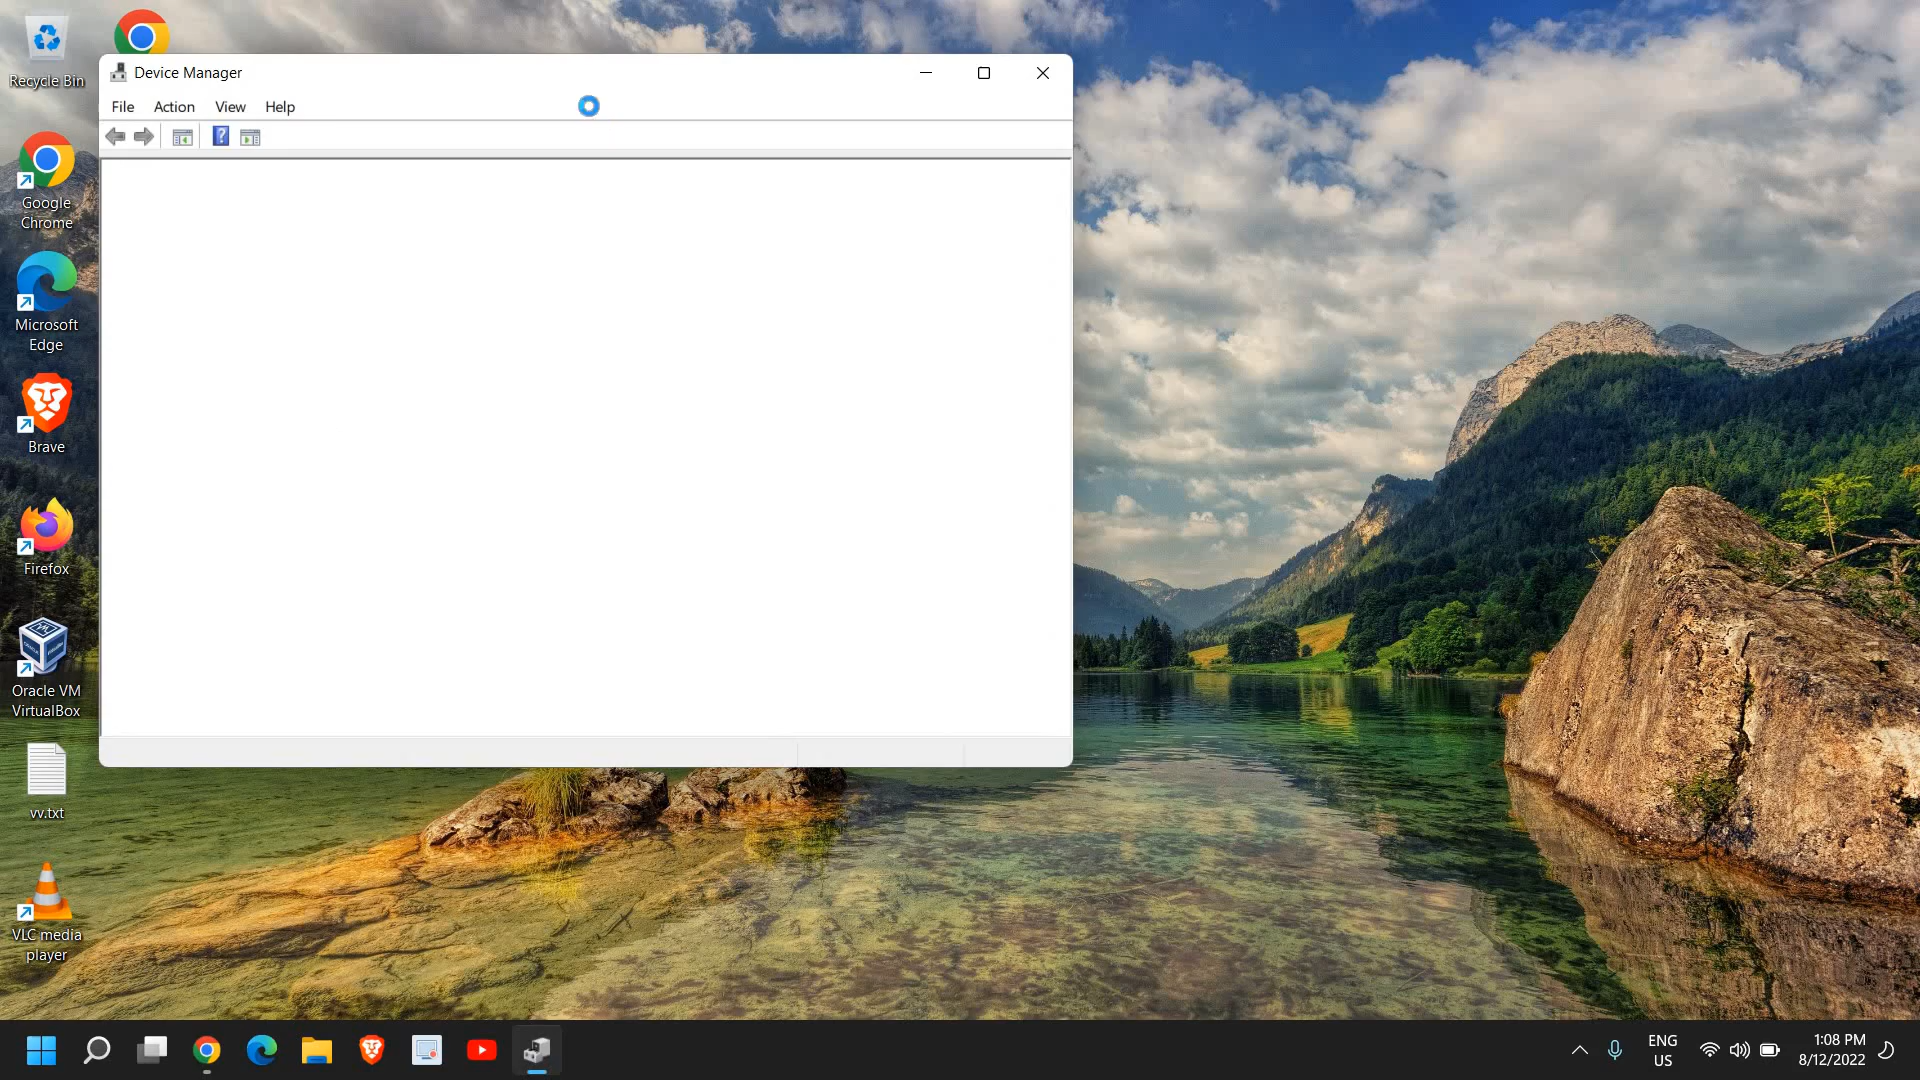 Recycle Bin
Device Manager
File Action View Help
?
Google
Chrome
Microsoft
Edge
Brave
Firefox
Oracle VM
VirtualBox
vv.txt
VLC media
player
ENG
US
1:08 PM
8/12/2022